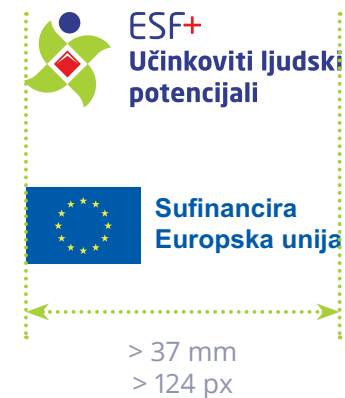 ESF+
Učinkoviti ljudski
potencijali
Sufinancira
Europska unija
> 37 mm
> 124 px